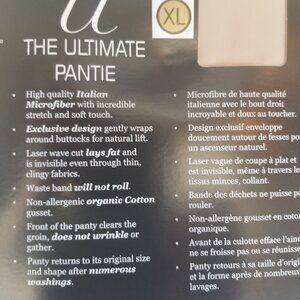 XL
THE ULTIMATE
PANTIE
• High quality Italian
Microfiber with incredible
stretch and soft touch.
• Exclusive design gently wraps
around buttocks for natural lift.
• Laser wave cut lays fat and
is invisible even through thin,
clingy fabrics.
• Waste band will not roll.
• Non-allergenic organic Cotton
gusset.
• Front of the panty clears the
groin, does not wrinkle or
gather.
• Panty returns to its original size
and shape after numerous
washings.
• Microfibre de haute qualité
italienne avec le bout droit
incroyable et doux au toucher.
• Design exclusif enveloppe
doucement autour de fesses po
un ascenseur naturel.
• Laser vague de coupe à plat et
est invisible, même à travers le
tissus minces, collant.
• Bande des déchets ne puisse pa
rouler.
• Non-allergène gousset en coto
organique.
• Avant de la culotte efface l'aine
ne se froisse pas ou se réunisse
• Panty retours à sa taille d'origi
et la forme après de nombreux
lavages.